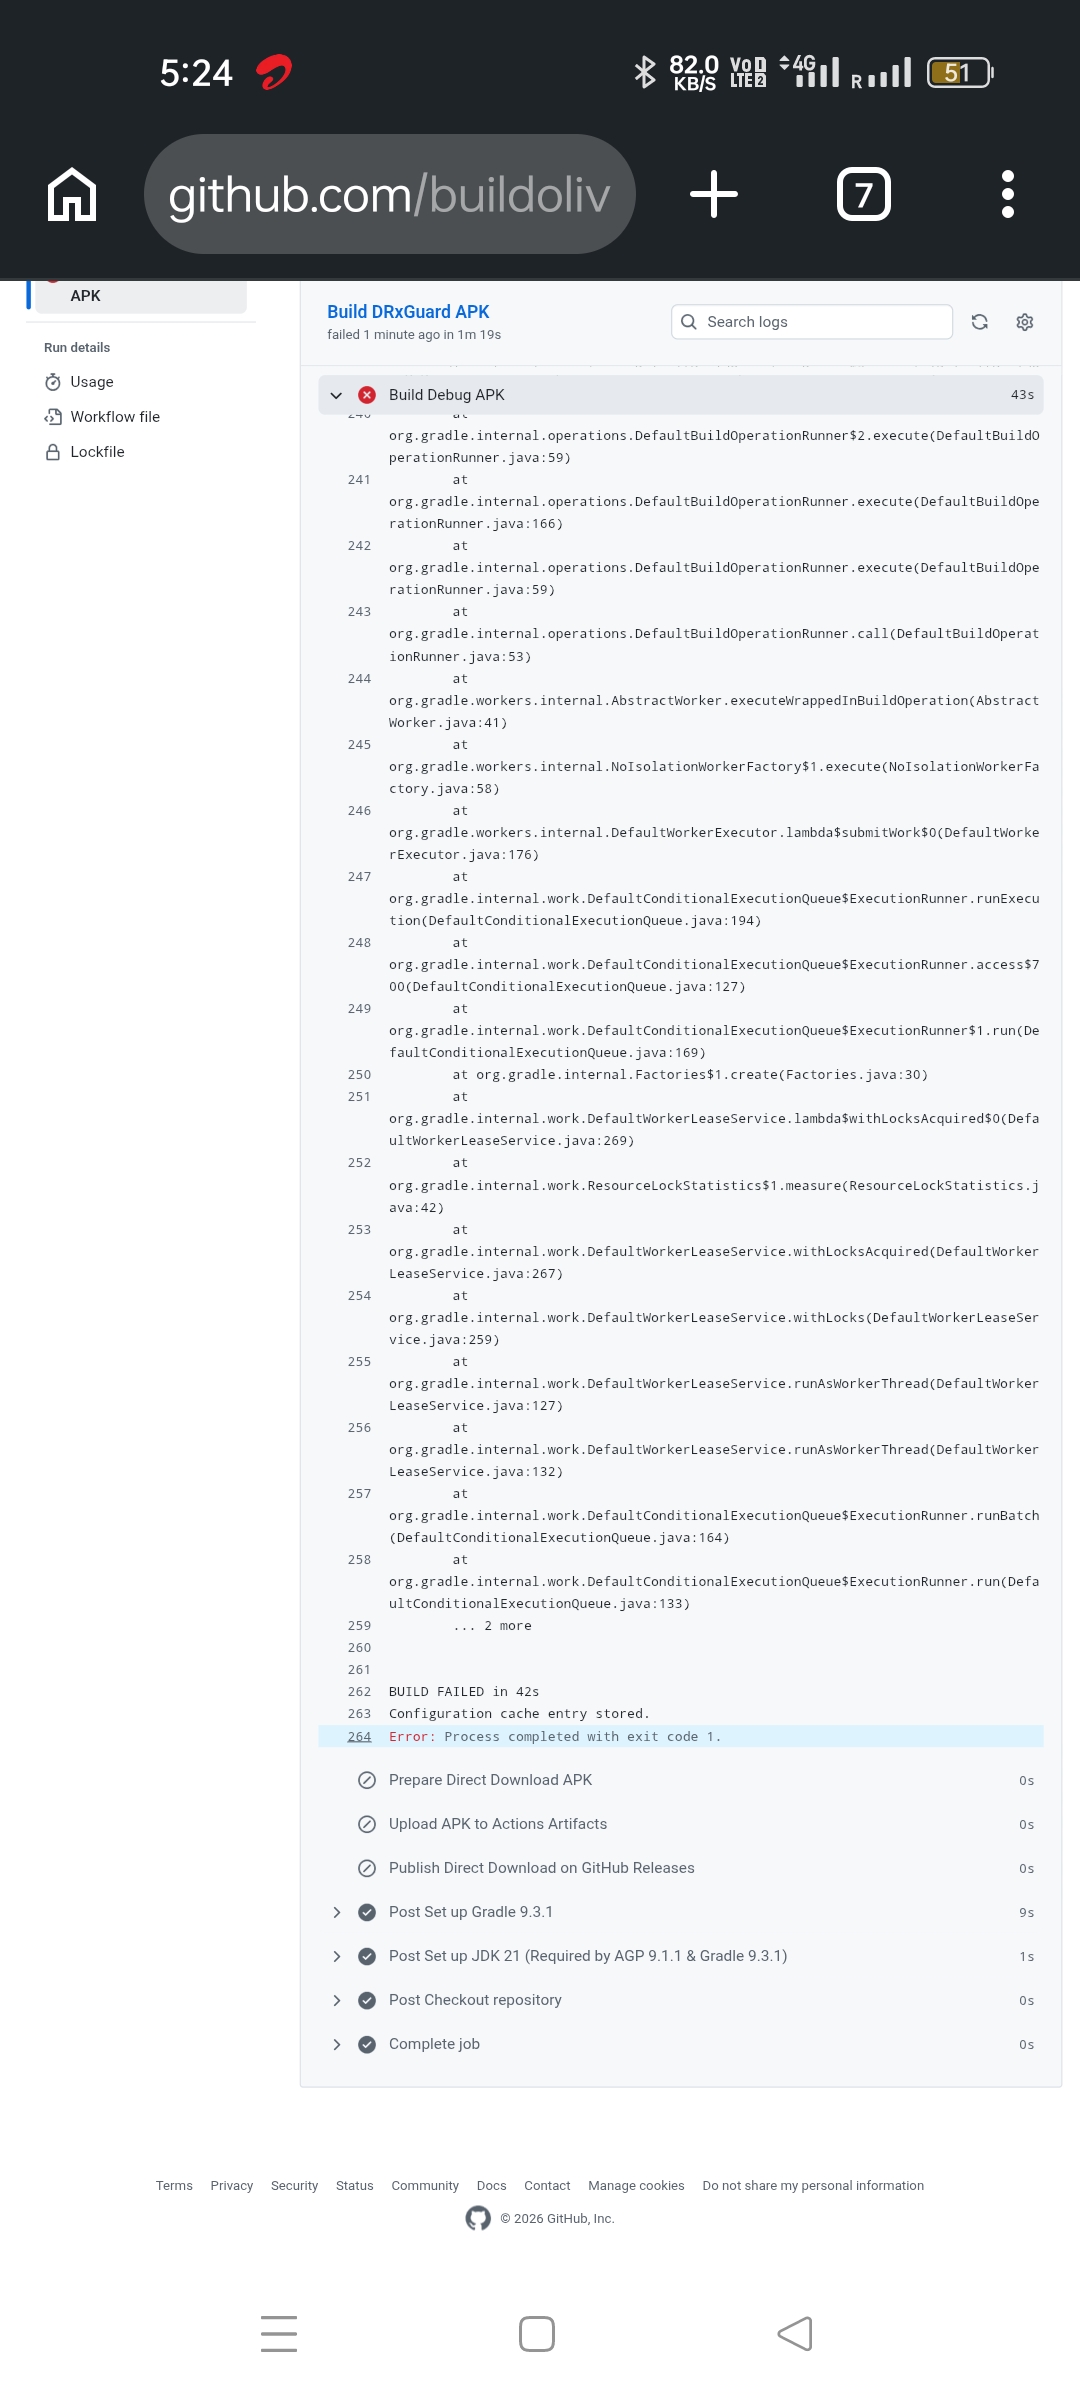 5:24
82.0 KB/S
Vo 1 LTE 2
4G
R
51
github.com/buildoliv
7
APK
Run details
Usage
Workflow file
Lockfile
Build DRxGuard APK
failed 1 minute ago in 1m 19s
Search logs
Build Debug APK 43s
240 at
org.gradle.internal.operations.DefaultBuildOperationRunner$2.execute(DefaultBuildO
perationRunner.java:59)
241 at
org.gradle.internal.operations.DefaultBuildOperationRunner.execute(DefaultBuildOpe
rationRunner.java:166)
242 at
org.gradle.internal.operations.DefaultBuildOperationRunner.execute(DefaultBuildOpe
rationRunner.java:59)
243 at
org.gradle.internal.operations.DefaultBuildOperationRunner.call(DefaultBuildOperat
ionRunner.java:53)
244 at
org.gradle.workers.internal.AbstractWorker.executeWrappedInBuildOperation(Abstract
Worker.java:41)
245 at
org.gradle.workers.internal.NoIsolationWorkerFactory$1.execute(NoIsolationWorkerFa
ctory.java:58)
246 at
org.gradle.workers.internal.DefaultWorkerExecutor.lambda$submitWork$0(DefaultWorke
rExecutor.java:176)
247 at
org.gradle.internal.work.DefaultConditionalExecutionQueue$ExecutionRunner.runExecu
tion(DefaultConditionalExecutionQueue.java:194)
248 at
org.gradle.internal.work.DefaultConditionalExecutionQueue$ExecutionRunner.access$7
00(DefaultConditionalExecutionQueue.java:127)
249 at
org.gradle.internal.work.DefaultConditionalExecutionQueue$ExecutionRunner$1.run(De
faultConditionalExecutionQueue.java:169)
250 at org.gradle.internal.Factories$1.create(Factories.java:30)
251 at
org.gradle.internal.work.DefaultWorkerLeaseService.lambda$withLocksAcquired$0(Defa
ultWorkerLeaseService.java:269)
252 at
org.gradle.internal.work.ResourceLockStatistics$1.measure(ResourceLockStatistics.j
ava:42)
253 at
org.gradle.internal.work.DefaultWorkerLeaseService.withLocksAcquired(DefaultWorker
LeaseService.java:267)
254 at
org.gradle.internal.work.DefaultWorkerLeaseService.withLocks(DefaultWorkerLeaseSer
vice.java:259)
255 at
org.gradle.internal.work.DefaultWorkerLeaseService.runAsWorkerThread(DefaultWorker
LeaseService.java:127)
256 at
org.gradle.internal.work.DefaultWorkerLeaseService.runAsWorkerThread(DefaultWorker
LeaseService.java:132)
257 at
org.gradle.internal.work.DefaultConditionalExecutionQueue$ExecutionRunner.runBatch
(DefaultConditionalExecutionQueue.java:164)
258 at
org.gradle.internal.work.DefaultConditionalExecutionQueue$ExecutionRunner.run(Defa
ultConditionalExecutionQueue.java:133)
259 ... 2 more
260
261
262 BUILD FAILED in 42s
263 Configuration cache entry stored.
264 Error: Process completed with exit code 1.
Prepare Direct Download APK 0s
Upload APK to Actions Artifacts 0s
Publish Direct Download on GitHub Releases 0s
Post Set up Gradle 9.3.1 9s
Post Set up JDK 21 (Required by AGP 9.1.1 & Gradle 9.3.1) 1s
Post Checkout repository 0s
Complete job 0s
Terms Privacy Security Status Community Docs Contact Manage cookies Do not share my personal information
© 2026 GitHub, Inc.